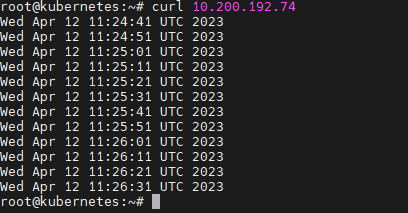 root@kubernetes:~# curl 10.200.192.74
Wed Apr 12 11:24:41 UTC 2023
Wed Apr 12 11:24:51 UTC 2023
Wed Apr 12 11:25:01 UTC 2023
Wed Apr 12 11:25:11 UTC 2023
Wed Apr 12 11:25:21 UTC 2023
Wed Apr 12 11:25:31 UTC 2023
Wed Apr 12 11:25:41 UTC 2023
Wed Apr 12 11:25:51 UTC 2023
Wed Apr 12 11:26:01 UTC 2023
Wed Apr 12 11:26:11 UTC 2023
Wed Apr 12 11:26:21 UTC 2023
Wed Apr 12 11:26:31 UTC 2023
root@kubernetes:~#